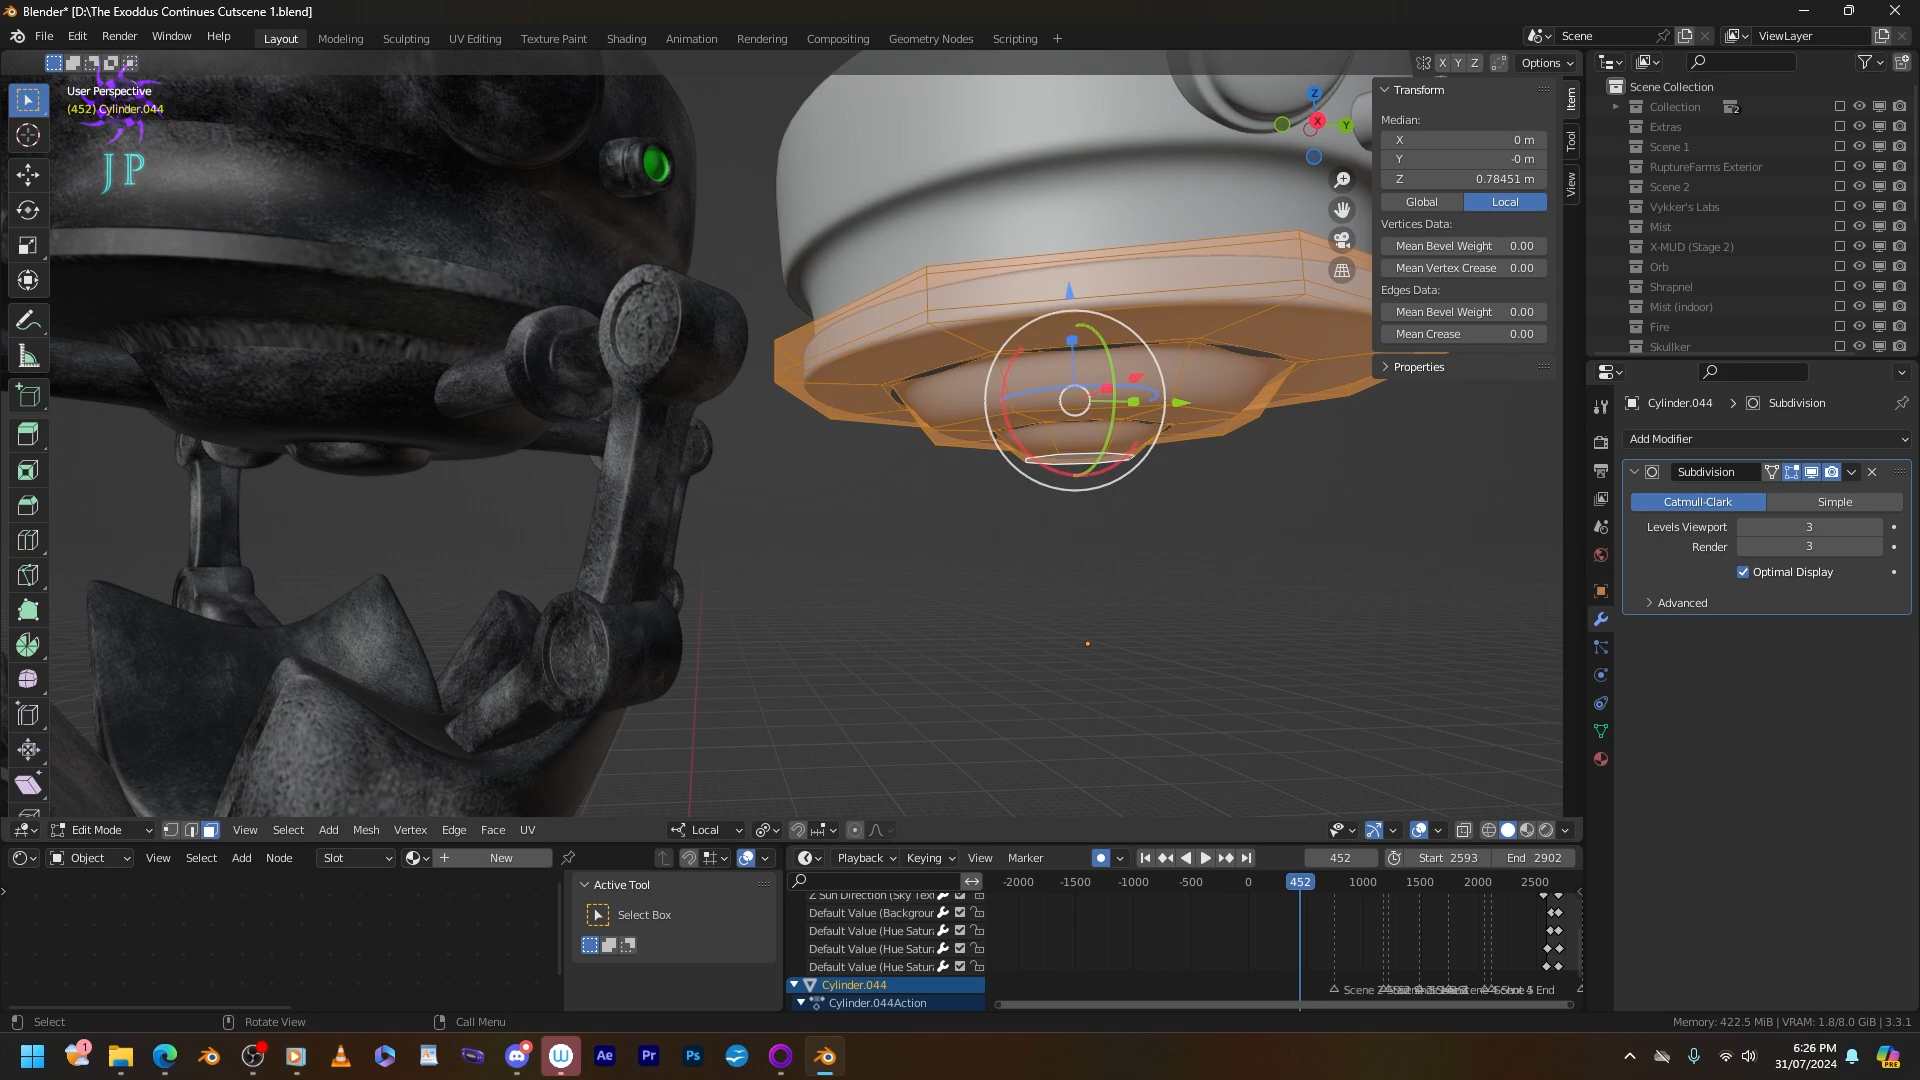 Blender* [D:\The Exoddus Continues Cutscene 1.blend]
File Edit Render Window Help Layout Modeling Sculpting UV Editing Texture Paint Shading Animation Rendering Compositing Geometry Nodes Scripting + Scene ViewLayer
X Y Z Options
User Perspective
(452) Cylinder.044
JP
Z
X
Y
Transform
Median:
X 0 m
Y -0 m
Z 0.78451 m
Global Local
Vertices Data:
Mean Bevel Weight 0.00
Mean Vertex Crease 0.00
Edges Data:
Mean Bevel Weight 0.00
Mean Crease 0.00
Properties
Item
Tool
View
Scene Collection
Collection 2
Extras
Scene 1
RuptureFarms Exterior
Scene 2
Vykker's Labs
Mist
X-MUD (Stage 2)
Orb
Shrapnel
Mist (indoor)
Fire
Skullker
Cylinder.044 > Subdivision
Add Modifier
Subdivision
Catmull-Clark Simple
Levels Viewport 3
Render 3
Optimal Display
Advanced
Edit Mode View Select Add Mesh Vertex Edge Face UV Local
Object View Select Add Node Slot New
Active Tool
Select Box
Playback Keying View Marker 452 Start 2593 End 2902
-2000 -1500 -1000 -500 0 452 1000 1500 2000 2500
Z Sun Direction (Sky Text
Default Value (Backgrour
Default Value (Hue Satur
Default Value (Hue Satur
Default Value (Hue Satur
Cylinder.044
Cylinder.044Action
Select Rotate View Call Menu Memory: 422.5 MiB | VRAM: 1.8/8.0 GiB | 3.3.1
1 W Ae Pr Ps PRE
6:26 PM
31/07/2024